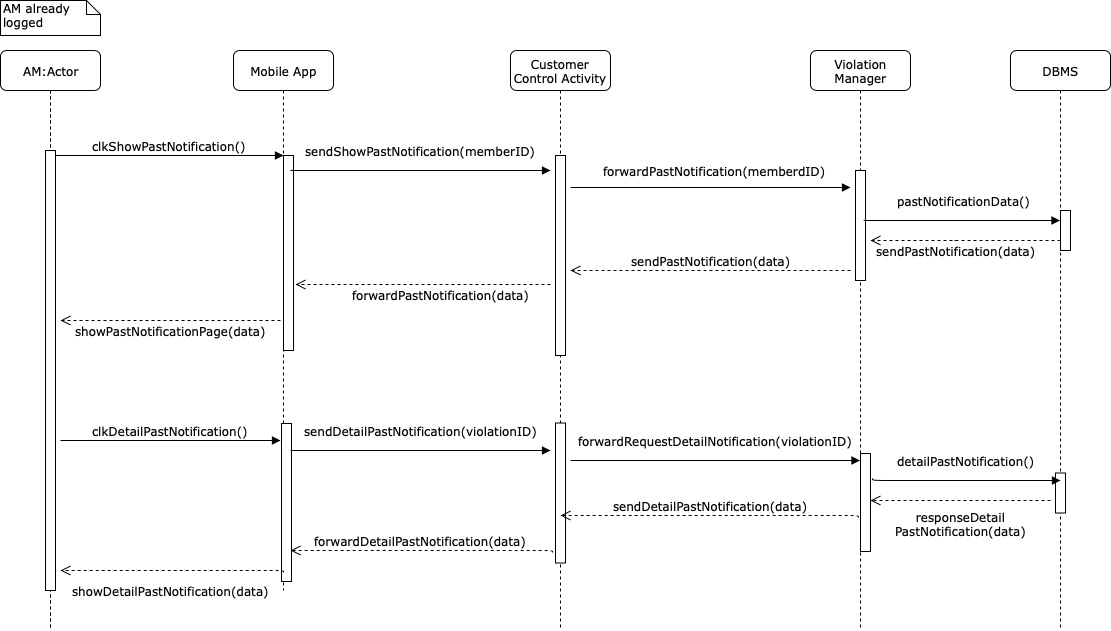 AM already
logged
AM:Actor
Mobile App
Customer
Control Activity
Violation
Manager
DBMS
clkShowPastNotification()
sendShowPastNotification(memberID)
forwardPastNotification(memberdID)
pastNotificationData()
sendPastNotification(data)
sendPastNotification(data)
forwardPastNotification(data)
showPastNotificationPage(data)
clkDetailPastNotification()
sendDetailPastNotification(violationID)
forwardRequestDetailNotification(violationID)
detailPastNotification()
sendDetailPastNotification(data)
responseDetail
PastNotification(data)
forwardDetailPastNotification(data)
showDetailPastNotification(data)